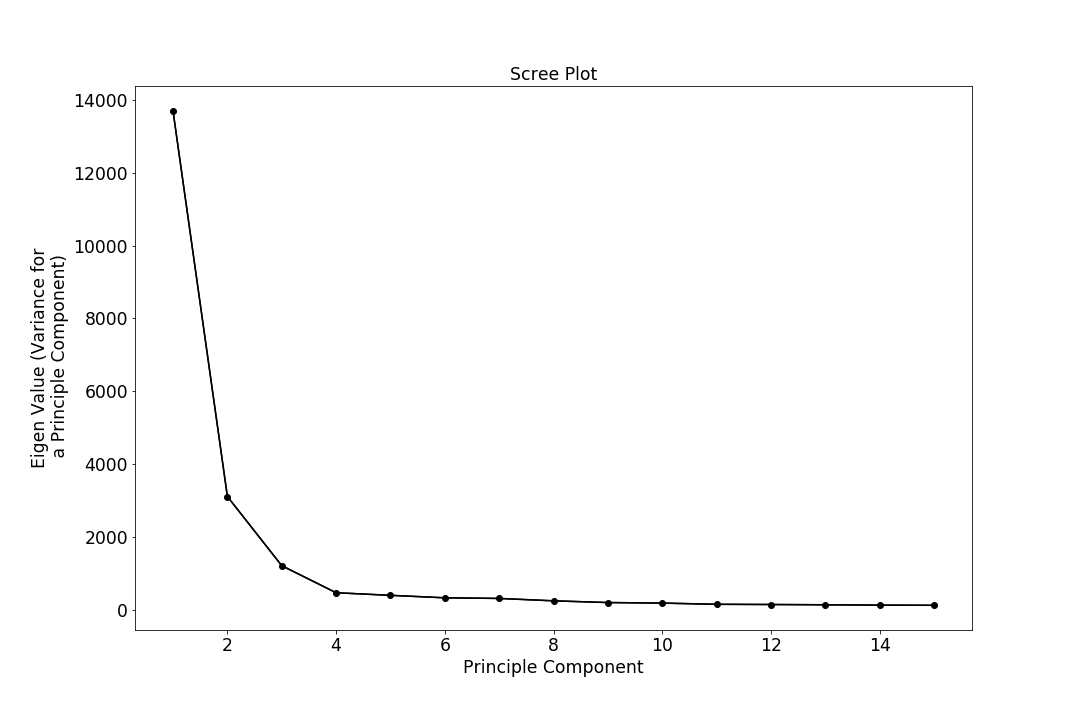 Scree Plot
14000
12000
10000
8000
6000
4000
2000
0
Eigen Value (Variance for
a Principle Component)
2 4 6 8 10 12 14
Principle Component